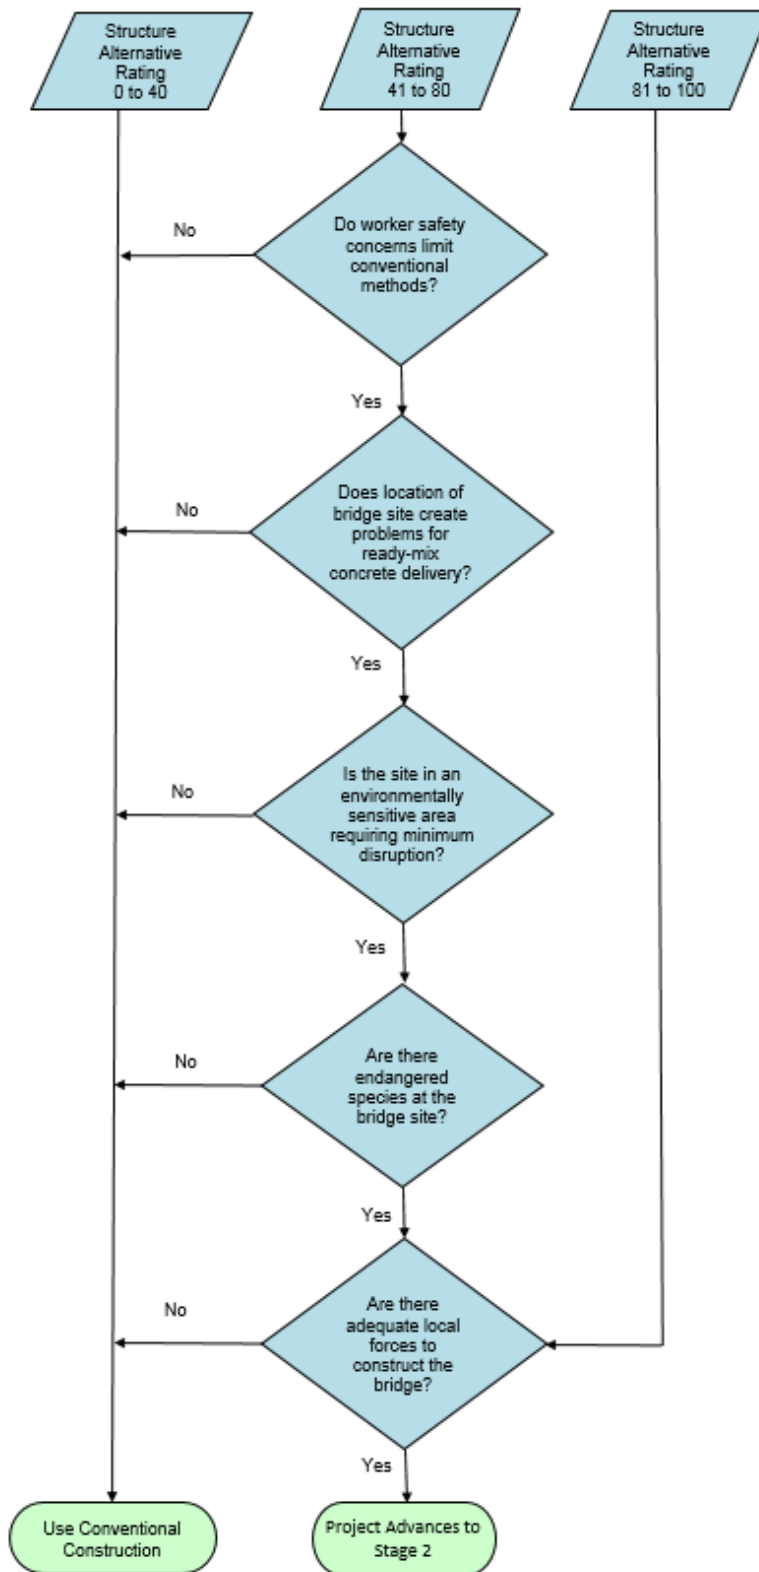 Structure
Alternative
Rating
0 to 40
Structure
Alternative
Rating
41 to 80
Structure
Alternative
Rating
81 to 100
Do worker safety
concerns limit
conventional
methods?
No
Yes
Does location of
bridge site create
problems for
ready-mix
concrete delivery?
No
Yes
Is the site in an
environmentally
sensitive area
requiring minimum
disruption?
No
Yes
Are there
endangered
species at the
bridge site?
No
Yes
Are there
adequate local
forces to
construct the
bridge?
No
Yes
Use Conventional
Construction
Project Advances to
Stage 2